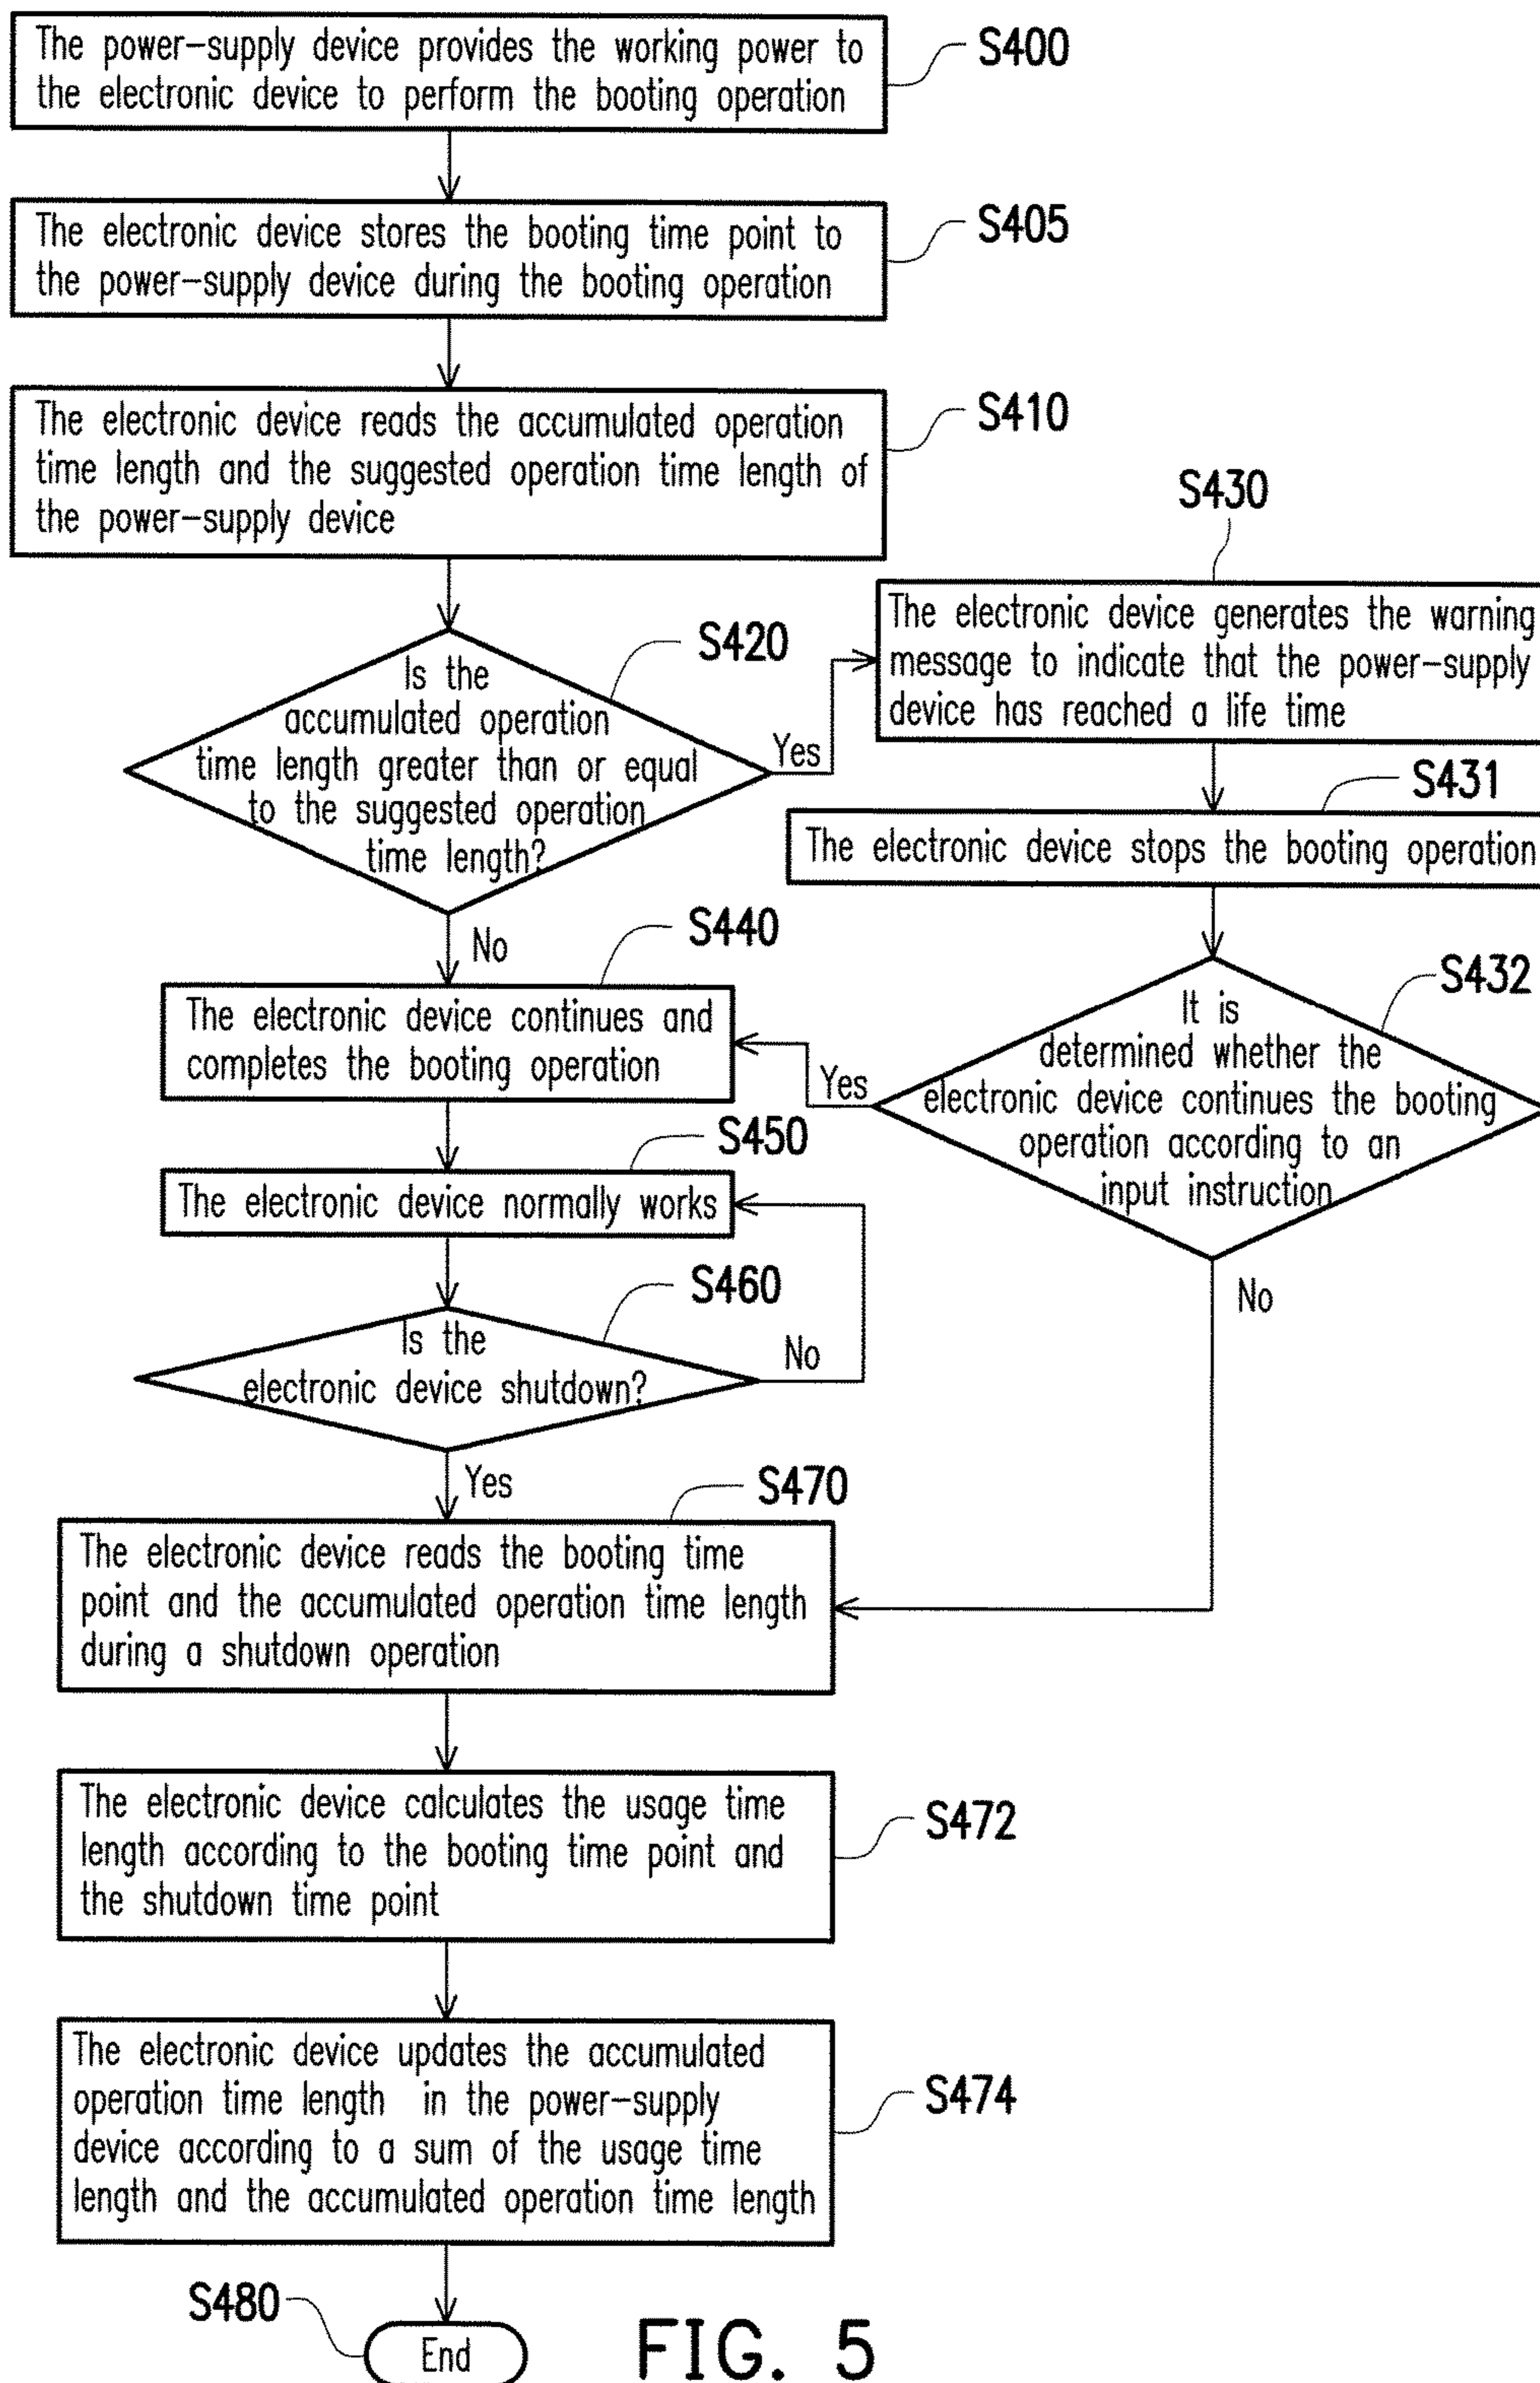 The power-supply device provides the working power to
the electronic device to perform the booting operation
S400
The electronic device stores the booting time point to
the power-supply device during the booting operation
S405
The electronic device reads the accumulated operation
time length and the suggested operation time length of
the power-supply device
S410
Is the
accumulated operation
time length greater than or equal
to the suggested operation
time length?
S420
Yes
No
S430
The electronic device generates the warning
message to indicate that the power-supply
device has reached a life time
S431
The electronic device stops the booting operation
S432
It is
determined whether the
electronic device continues the booting
operation according to an
input instruction
Yes
No
S440
The electronic device continues and
completes the booting operation
S450
The electronic device normally works
S460
Is the
electronic device shutdown?
No
Yes
S470
The electronic device reads the booting time
point and the accumulated operation time length
during a shutdown operation
The electronic device calculates the usage time
length according to the booting time point and
the shutdown time point
S472
The electronic device updates the accumulated
operation time length in the power-supply
device according to a sum of the usage time
length and the accumulated operation time length
S474
S480
End
FIG. 5